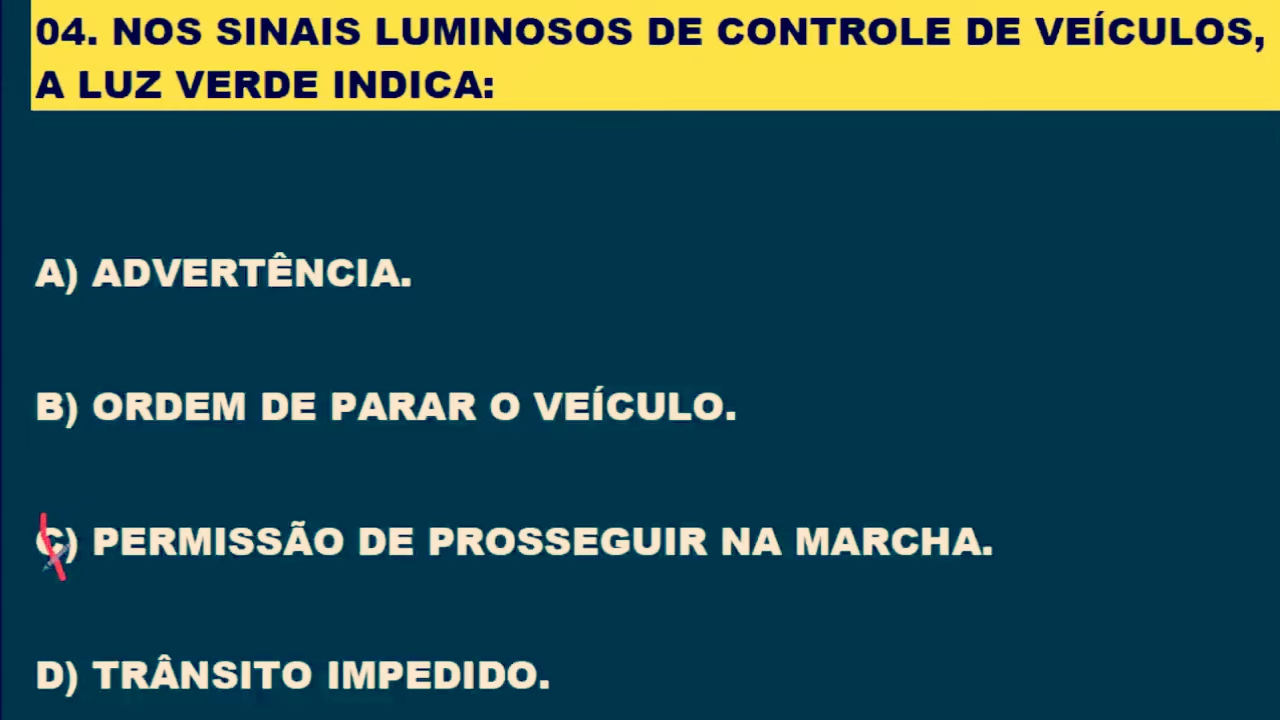 04. NOS SINAIS LUMINOSOS DE CONTROLE DE VEÍCULOS,
A LUZ VERDE INDICA:
A) ADVERTÊNCIA.
B) ORDEM DE PARAR O VEÍCULO.
C) PERMISSÃO DE PROSSEGUIR NA MARCHA.
D) TRÂNSITO IMPEDIDO.